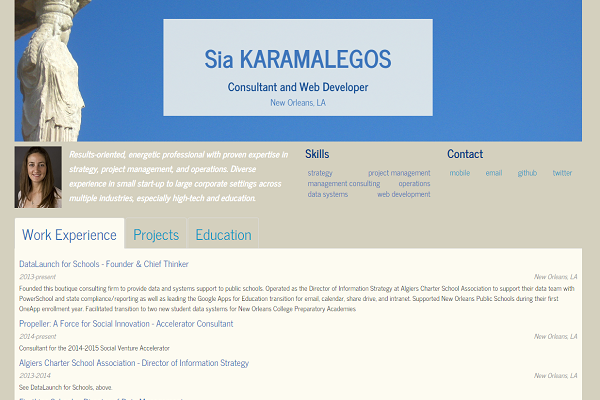 Sia KARAMALEGOS
Consultant and Web Developer
New Orleans, LA
Results-oriented, energetic professional with proven expertise in
strategy, project management, and operations. Diverse
experience in small start-up to large corporate settings across
multiple industries, especially high-tech and education.
Skills
strategy project management
management consulting operations
data systems web development
Contact
mobile email github twitter
Work Experience Projects Education
DataLaunch for Schools - Founder & Chief Thinker
2013-present New Orleans, LA
Founded this boutique consulting firm to provide data and systems support to public schools. Operated as the Director of Information Strategy at Algiers Charter School Association to support their data team with
PowerSchool and state compliance/reporting as well as leading the Google Apps for Education transition for email, calendar, share drive, and intranet. Supported New Orleans Public Schools during their first
OneApp enrollment year. Facilitated transition to two new student data systems for New Orleans College Preparatory Academies.
Propeller: A Force for Social Innovation - Accelerator Consultant
2014-present New Orleans, LA
Consultant for the 2014-2015 Social Venture Accelerator
Algiers Charter School Association - Director of Information Strategy
2013-2014 New Orleans, LA
See DataLaunch for Schools, above.